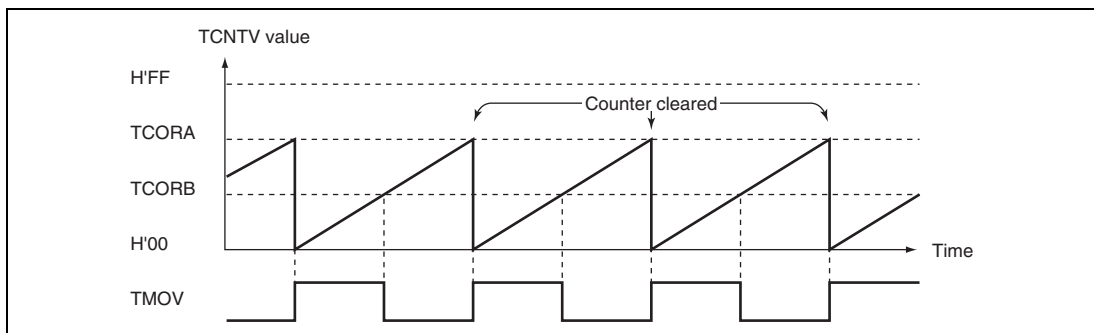 TCNTV value
H'FF
Counter cleared
TCORA
TCORB
H'00
Time
TMOV